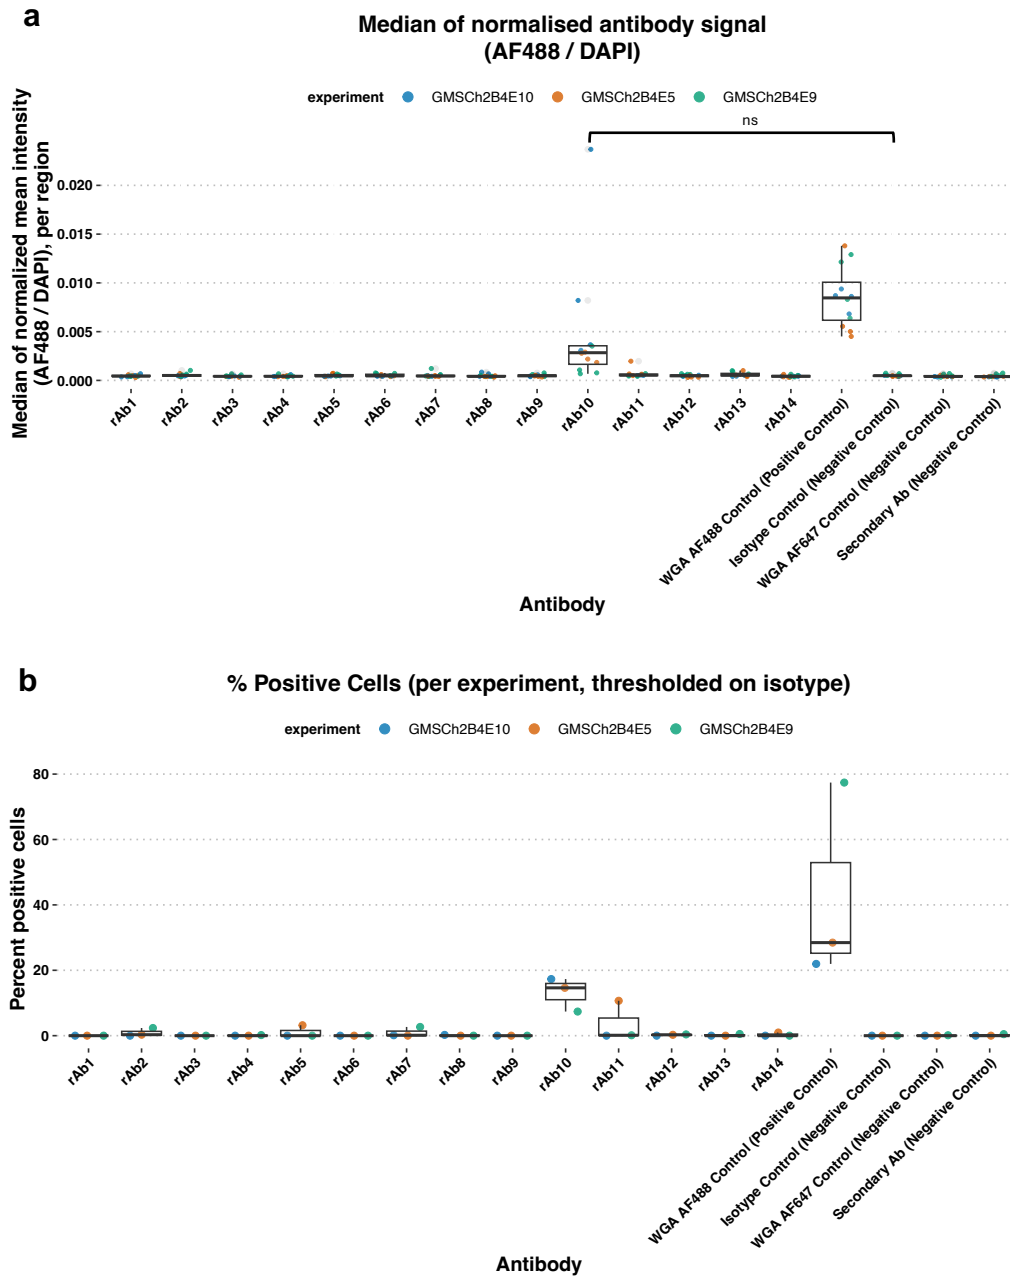 a
Median of normalised antibody signal
(AF488 / DAPI)
experiment GMSCh2B4E10 GMSCh2B4E5 GMSCh2B4E9
ns
Median of normalized mean intensity
(AF488 / DAPI), per region
0.020
0.015
0.010
0.005
0.000
rAb1
rAb2
rAb3
rAb4
rAb5
rAb6
rAb7
rAb8
rAb9
rAb10
rAb11
rAb12
rAb13
rAb14
WGA AF488 Control (Positive Control)
Isotype Control (Negative Control)
WGA AF647 Control (Negative Control)
Secondary Ab (Negative Control)
Antibody
b
% Positive Cells (per experiment, thresholded on isotype)
experiment GMSCh2B4E10 GMSCh2B4E5 GMSCh2B4E9
Percent positive cells
80
60
40
20
0
rAb1
rAb2
rAb3
rAb4
rAb5
rAb6
rAb7
rAb8
rAb9
rAb10
rAb11
rAb12
rAb13
rAb14
WGA AF488 Control (Positive Control)
Isotype Control (Negative Control)
WGA AF647 Control (Negative Control)
Secondary Ab (Negative Control)
Antibody